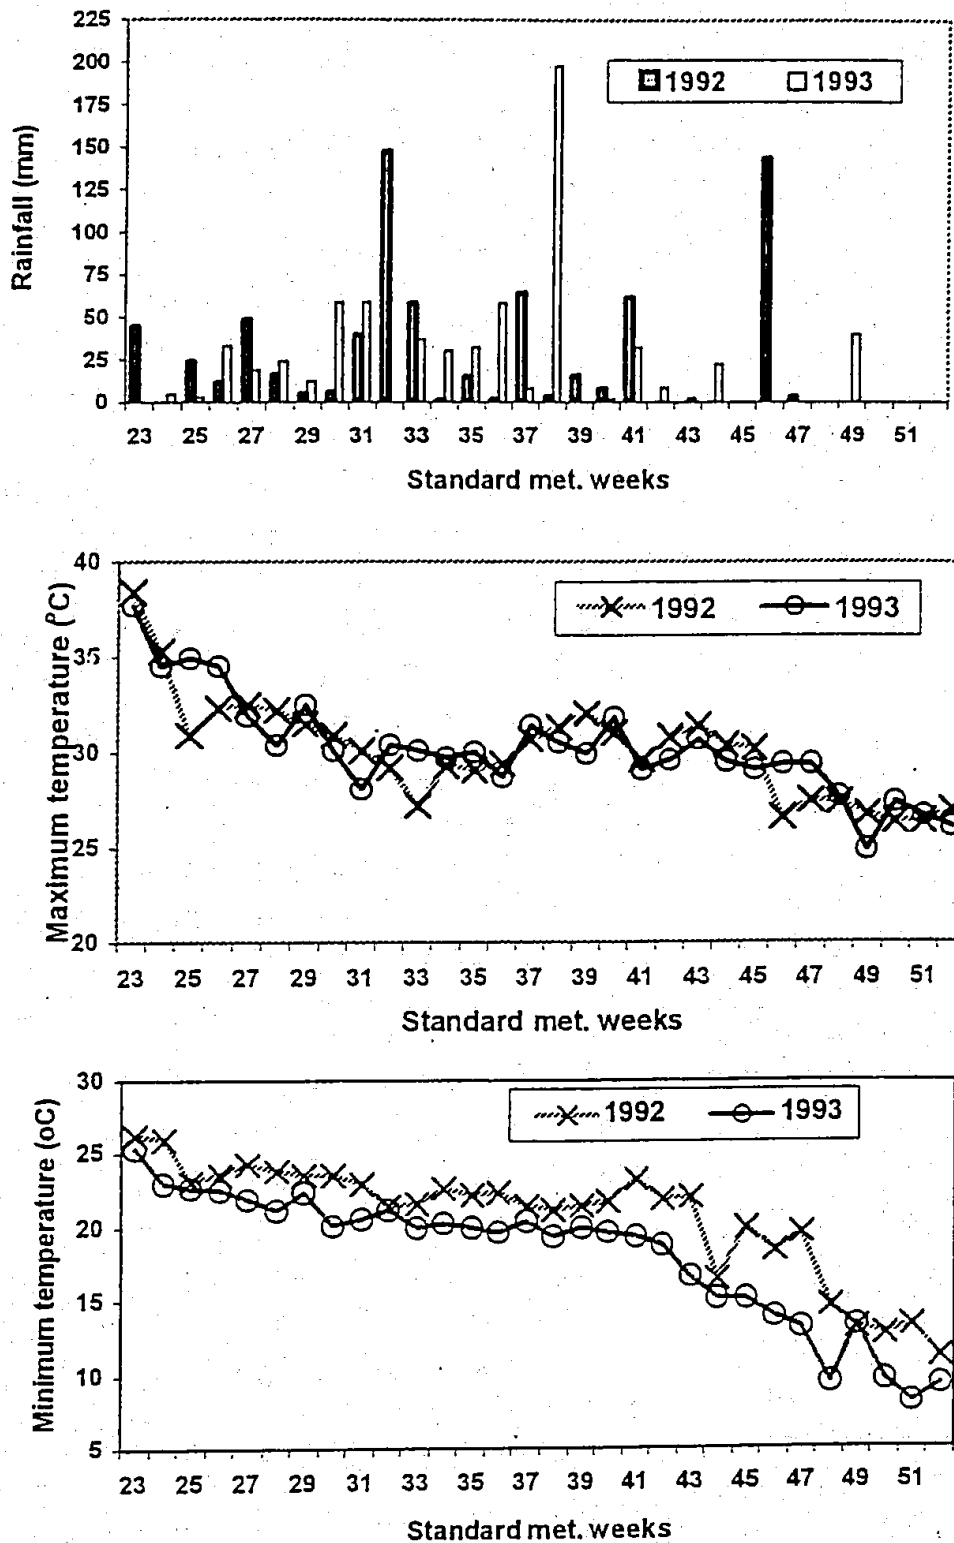 225
200
175
150
125
100
75
50
25
0
Rainfall (mm)
1992 1993
23 25 27 29 31 33 35 37 39 41 43 45 47 49 51
Standard met. weeks
40
35
30
25
20
Maximum temperature (°C)
1992 1993
23 25 27 29 31 33 35 37 39 41 43 45 47 49 51
Standard met. weeks
30
25
20
15
10
5
Minimum temperature (oC)
1992 1993
23 25 27 29 31 33 35 37 39 41 43 45 47 49 51
Standard met. weeks